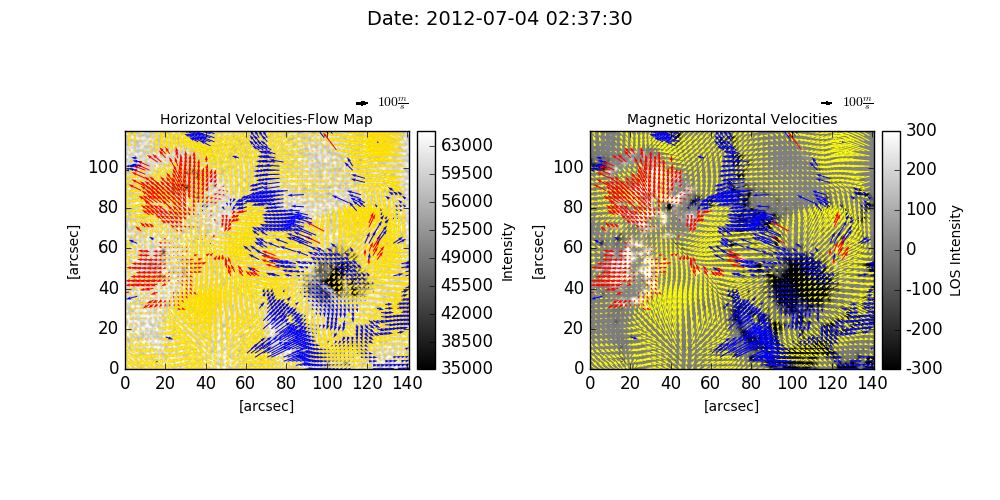 Date: 2012-07-04 02:37:30
100 m/s
100 m/s
Horizontal Velocities-Flow Map
Magnetic Horizontal Velocities
100
80
60
40
20
0
[arcsec]
0 20 40 60 80 100 120 140
[arcsec]
63000
59500
56000
52500
49000
45500
42000
38500
35000
Intensity
100
80
60
40
20
0
[arcsec]
0 20 40 60 80 100 120 140
[arcsec]
300
200
100
0
-100
-200
-300
LOS Intensity